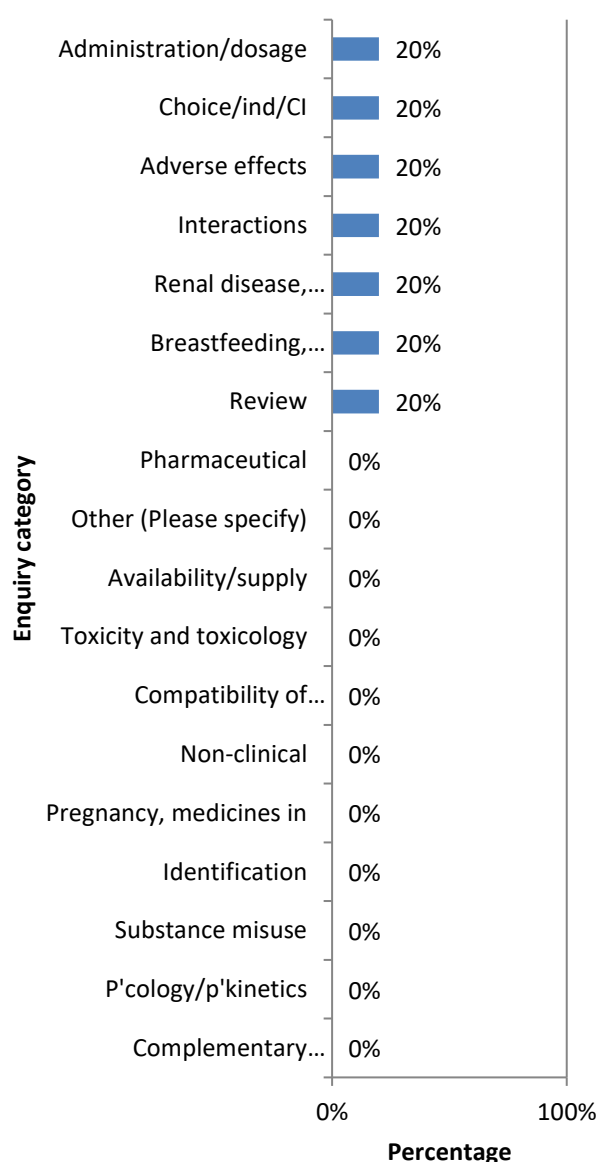 Administration/dosage 20%
Choice/ind/CI 20%
Adverse effects 20%
Interactions 20%
Renal disease,... 20%
Breastfeeding,... 20%
Review 20%
Pharmaceutical 0%
Other (Please specify) 0%
Availability/supply 0%
Toxicity and toxicology 0%
Compatibility of... 0%
Non-clinical 0%
Pregnancy, medicines in 0%
Identification 0%
Substance misuse 0%
P'cology/p'kinetics 0%
Complementary... 0%
Enquiry category
0% 100%
Percentage